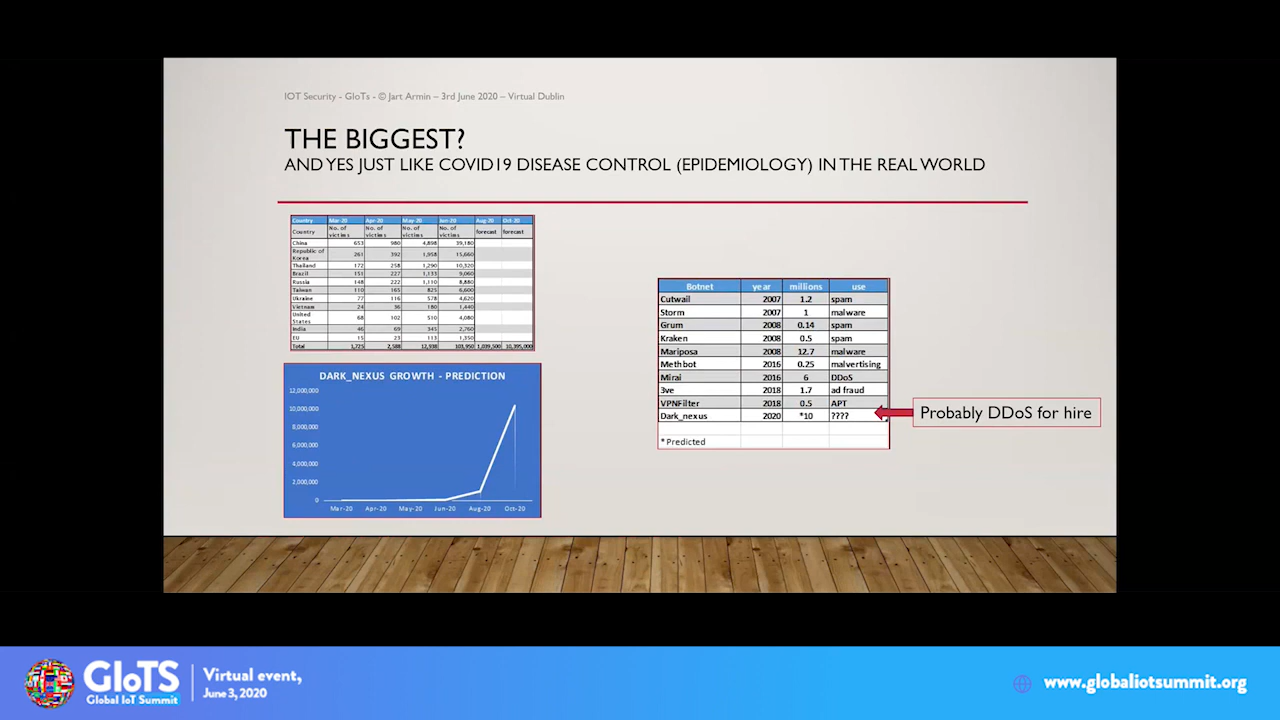 IOT Security - GIoTs - © Jart Armin – 3rd June 2020 – Virtual Dublin
THE BIGGEST?
AND YES JUST LIKE COVID19 DISEASE CONTROL (EPIDEMIOLOGY) IN THE REAL WORLD
Country Mar-20 Apr-20 May-20 Jun-20 Aug-20 Oct-20
Country No. of victims No. of victims No. of victims No. of victims forecast forecast
China 653 980 4,898 39,180
Republic of Korea 261 392 1,958 15,660
Thailand 172 258 1,290 10,320
Brazil 151 227 1,133 9,060
Russia 148 222 1,110 8,880
Taiwan 110 165 825 6,600
Ukraine 77 116 578 4,620
Vietnam 24 36 180 1,440
United States 68 102 510 4,080
India 46 69 345 2,760
EU 15 23 113 1,350
Total 1,725 2,588 12,938 103,950 1,039,500 10,395,000
DARK_NEXUS GROWTH - PREDICTION
12,000,000
10,000,000
8,000,000
6,000,000
4,000,000
2,000,000
0
Mar-20 Apr-20 May-20 Jun-20 Aug-20 Oct-20
Botnet year millions use
Cutwail 2007 1.2 spam
Storm 2007 1 malware
Grum 2008 0.14 spam
Kraken 2008 0.5 spam
Mariposa 2008 12.7 malware
Methbot 2016 0.25 malvertising
Mirai 2016 6 DDoS
3ve 2018 1.7 ad fraud
VPNFilter 2018 0.5 APT
Dark_nexus 2020 *10 ????
* Predicted
Probably DDoS for hire
GIoTS
Global IoT Summit
Virtual event,
June 3, 2020
www.globaliotsummit.org